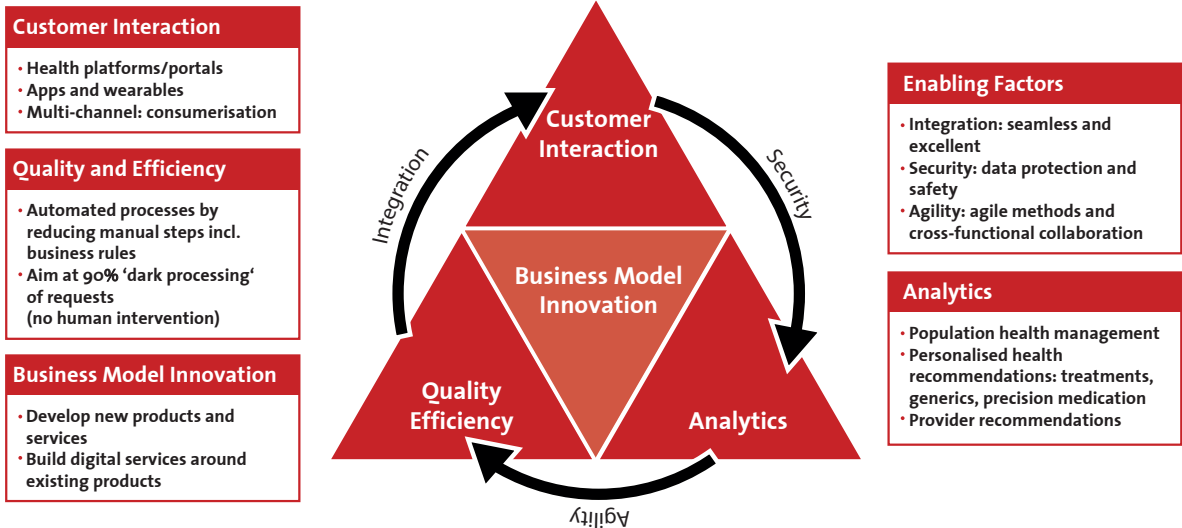 Customer Interaction
• Health platforms/portals
• Apps and wearables
• Multi-channel: consumerisation
Quality and Efficiency
• Automated processes by
reducing manual steps incl.
business rules
• Aim at 90% ‘dark processing‘
of requests
(no human intervention)
Business Model Innovation
• Develop new products and
services
• Build digital services around
existing products
Customer
Interaction
Integration
Security
Business Model
Innovation
Quality
Efficiency
Analytics
Agility
Enabling Factors
• Integration: seamless and
excellent
• Security: data protection and
safety
• Agility: agile methods and
cross-functional collaboration
Analytics
• Population health management
• Personalised health
recommendations: treatments,
generics, precision medication
• Provider recommendations